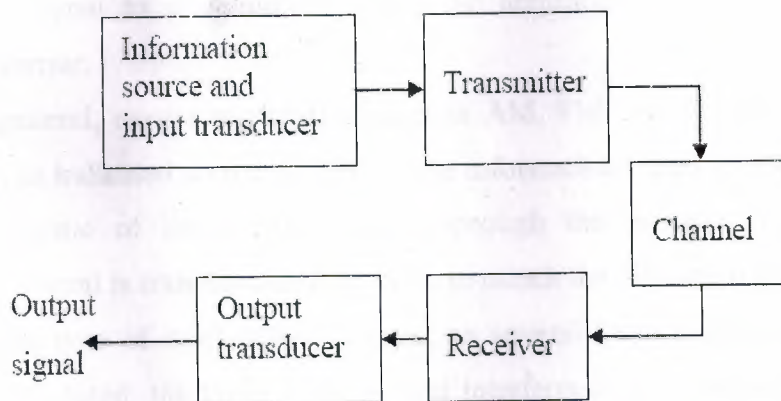 Information
source and
input transducer
Transmitter
Channel
Receiver
Output
transducer
Output
signal